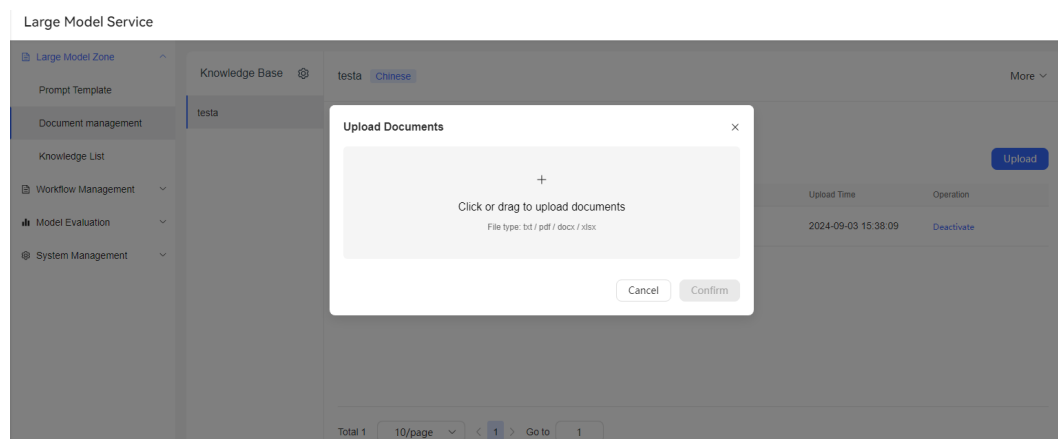 Large Model Service
Large Model Zone
Prompt Template
Document management
Knowledge List
Workflow Management
Model Evaluation
System Management
Knowledge Base
testa
testa Chinese
More
Upload
Upload Time Operation
2024-09-03 15:38:09 Deactivate
Upload Documents
Click or drag to upload documents
File type: txt / pdf / docx / xlsx
Cancel Confirm
Total 1 10/page 1 Go to 1